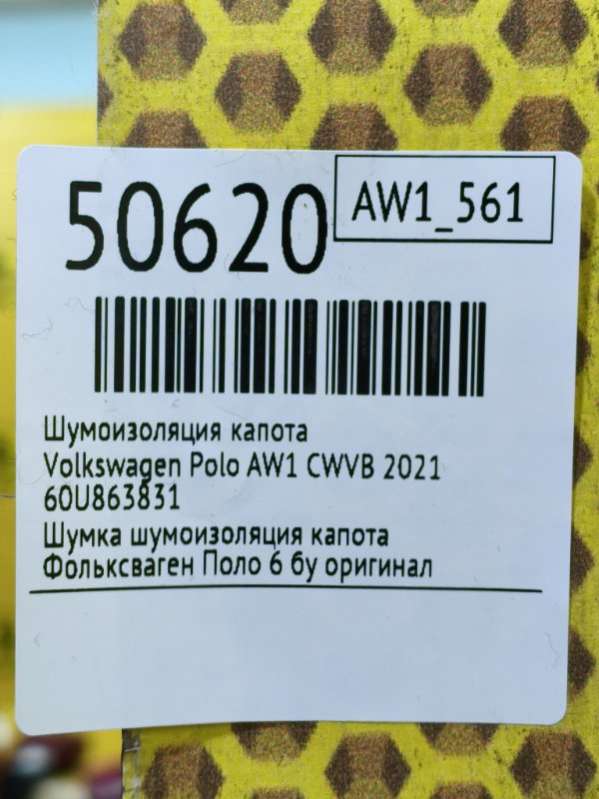 50620
AW1_561
Шумоизоляция капота
Volkswagen Polo AW1 CWVB 2021
60U863831
Шумка шумоизоляция капота
Фольксваген Поло 6 бу оригинал